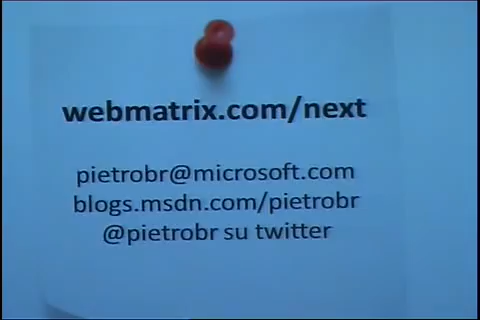 webmatrix.com/next
pietrobr@microsoft.com
blogs.msdn.com/pietrobr
@pietrobr su twitter